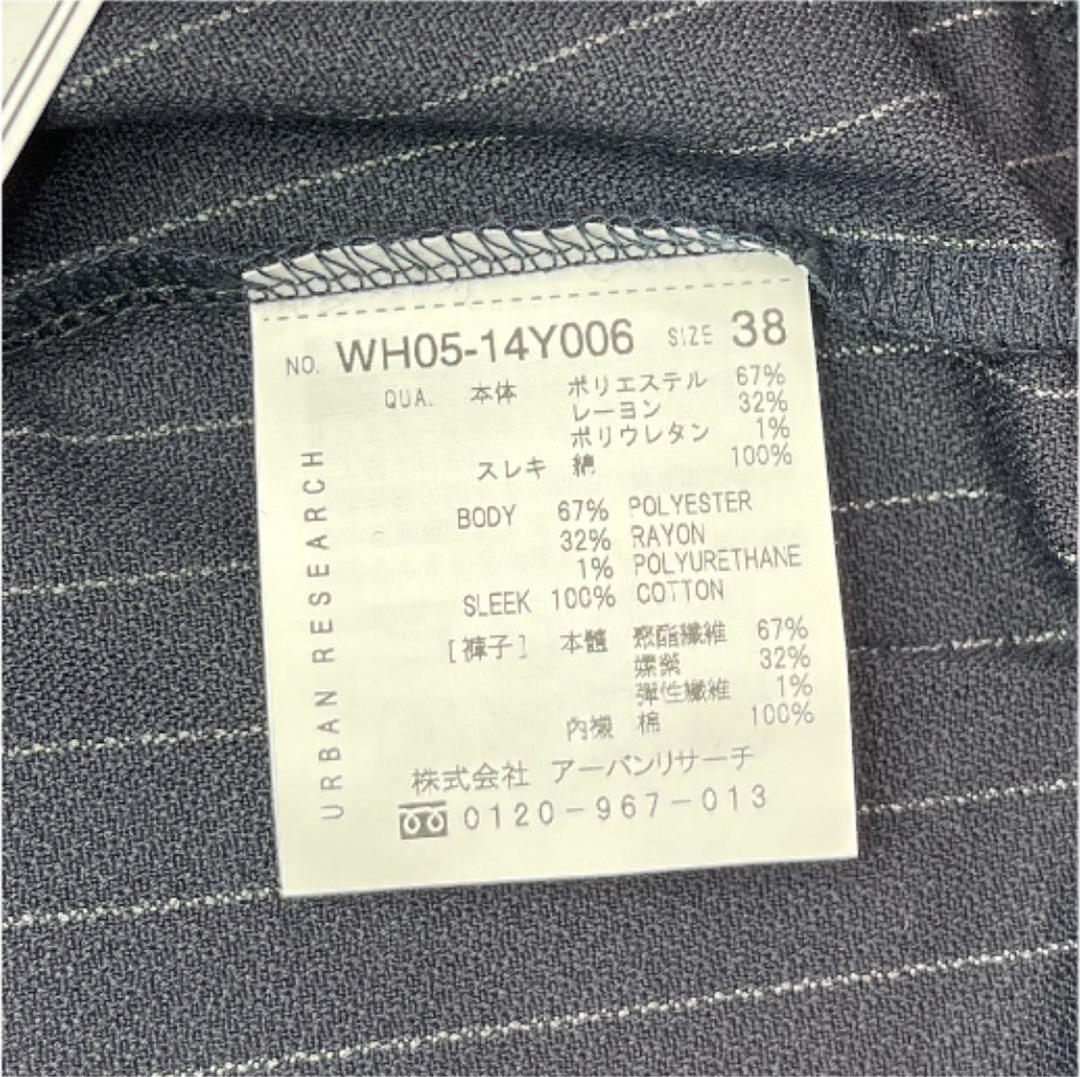 NO. WH05-14Y006 SIZE 38
QUA. 本体 ポリエステル 67%
レーヨン 32%
ポリウレタン 1%
スレキ 綿 100%
BODY 67% POLYESTER
32% RAYON
1% POLYURETHANE
SLEEK 100% COTTON
[褲子] 本體 聚酯纖維 67%
嫘縈 32%
彈性纖維 1%
內襯 棉 100%
株式会社 アーバンリサーチ
0120-967-013
URBAN RESEARCH